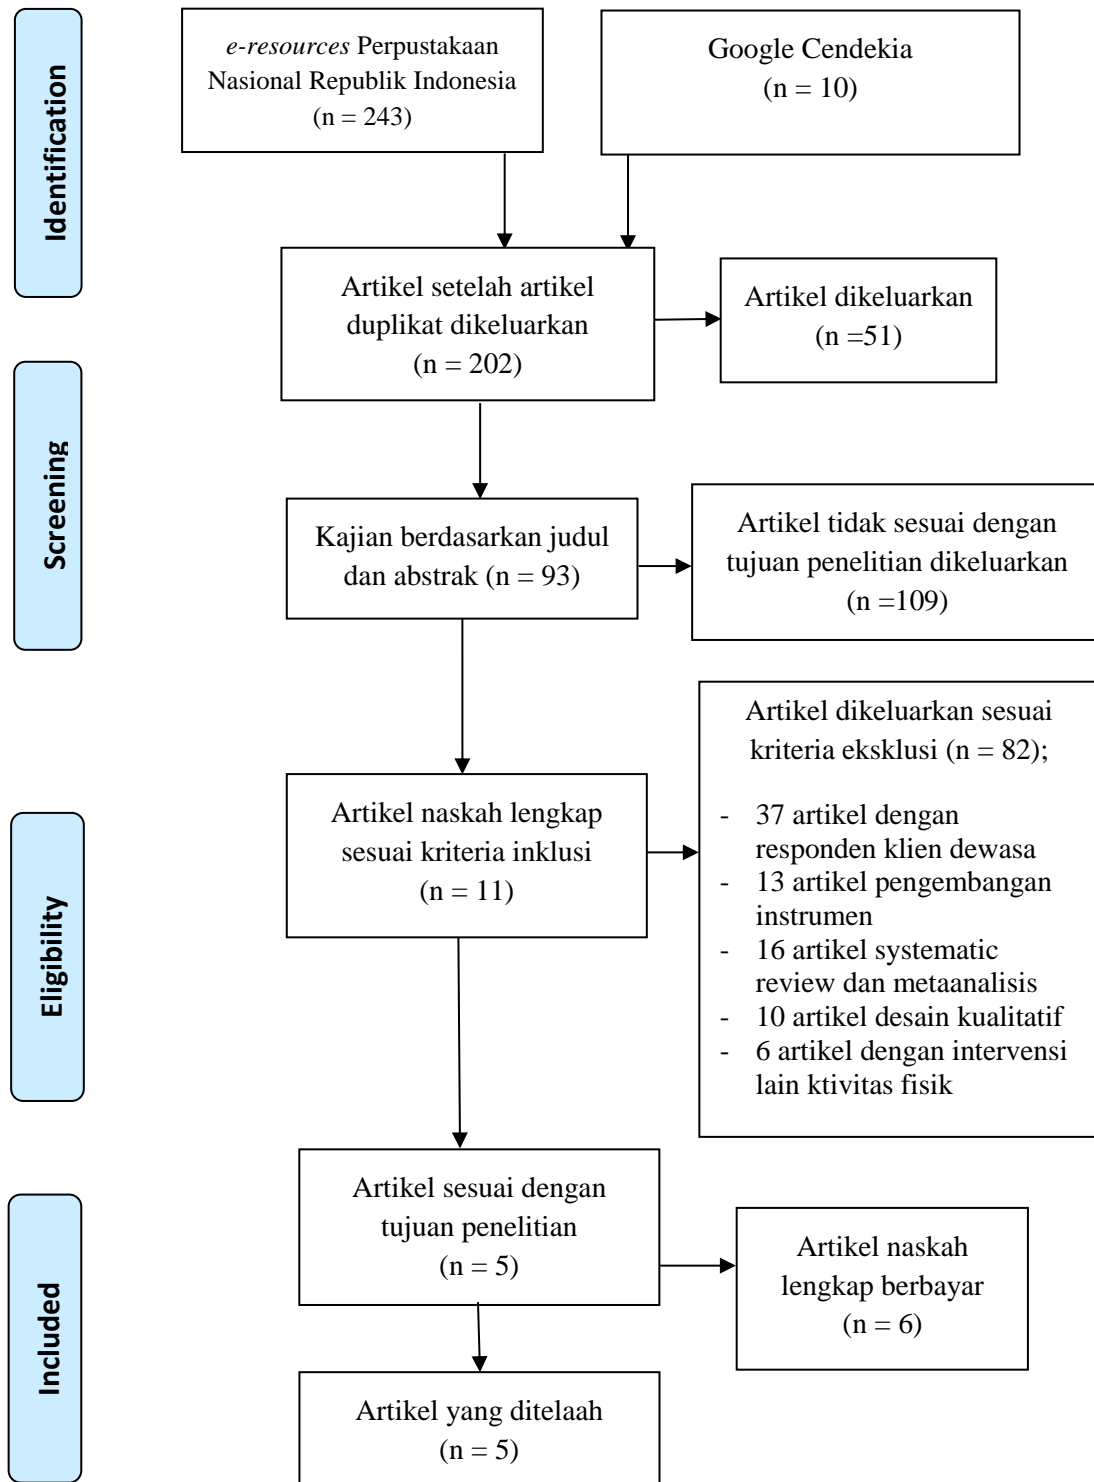 Identification
e-resources Perpustakaan
Nasional Republik Indonesia
(n = 243)
Google Cendekia
(n = 10)
Artikel setelah artikel
duplikat dikeluarkan
(n = 202)
Artikel dikeluarkan
(n =51)
Screening
Kajian berdasarkan judul
dan abstrak (n = 93)
Artikel tidak sesuai dengan
tujuan penelitian dikeluarkan
(n =109)
Eligibility
Artikel naskah lengkap
sesuai kriteria inklusi
(n = 11)
Artikel dikeluarkan sesuai
kriteria eksklusi (n = 82);
- 37 artikel dengan
responden klien dewasa
- 13 artikel pengembangan
instrumen
- 16 artikel systematic
review dan metaanalisis
- 10 artikel desain kualitatif
- 6 artikel dengan intervensi
lain ktivitas fisik
Included
Artikel sesuai dengan
tujuan penelitian
(n = 5)
Artikel naskah
lengkap berbayar
(n = 6)
Artikel yang ditelaah
(n = 5)